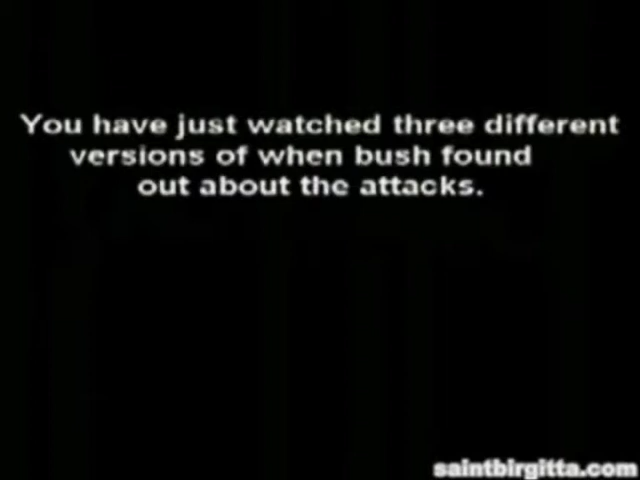 You have just watched three different
versions of when bush found
out about the attacks.
saintbirgitta.com